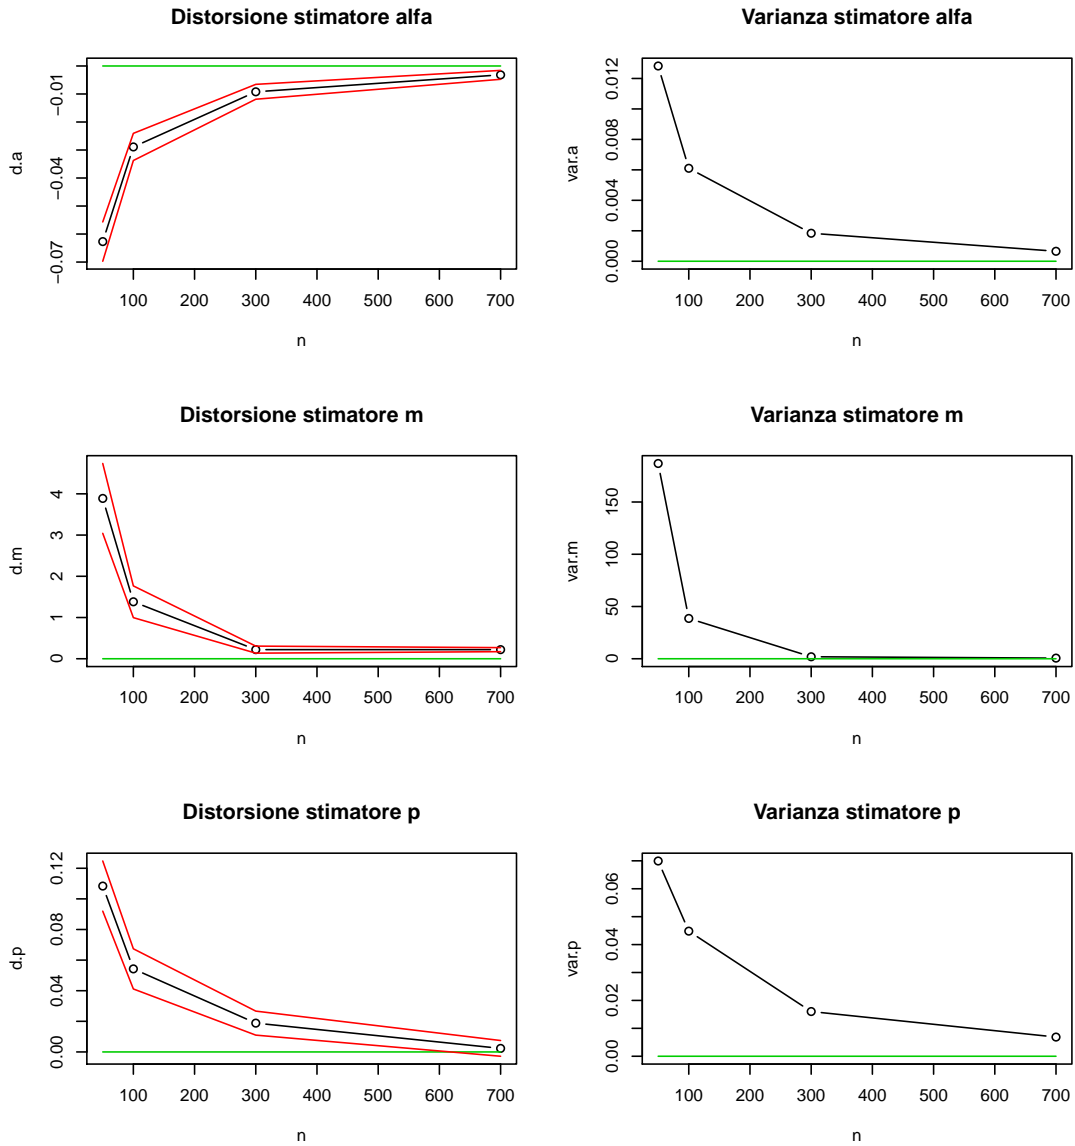 Distorsione stimatore alfa
d.a
−0.07 −0.04 −0.01
100 200 300 400 500 600 700
n
Varianza stimatore alfa
var.a
0.000 0.004 0.008 0.012
100 200 300 400 500 600 700
n
Distorsione stimatore m
d.m
0 1 2 3 4
100 200 300 400 500 600 700
n
Varianza stimatore m
var.m
0 50 100 150
100 200 300 400 500 600 700
n
Distorsione stimatore p
d.p
0.00 0.04 0.08 0.12
100 200 300 400 500 600 700
n
Varianza stimatore p
var.p
0.00 0.02 0.04 0.06
100 200 300 400 500 600 700
n